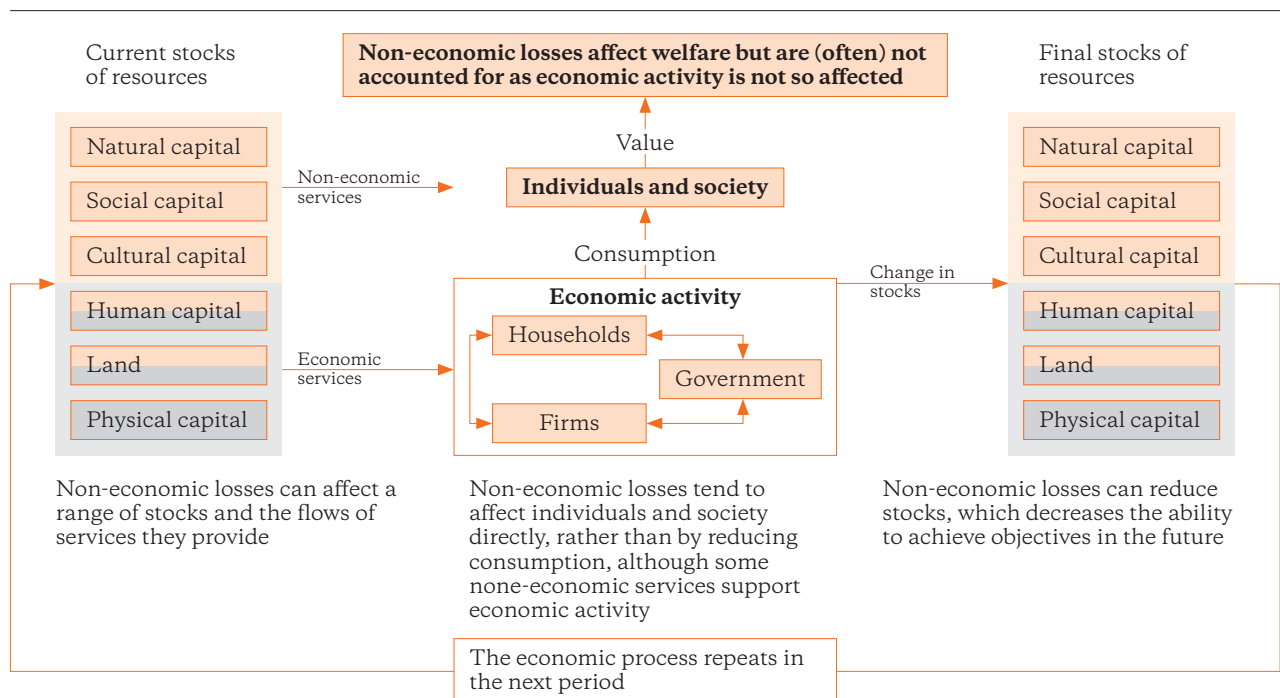 Current stocks
of resources
Non-economic losses affect welfare but are (often) not
accounted for as economic activity is not so affected
Final stocks of
resources
Natural capital
Social capital
Cultural capital
Human capital
Land
Physical capital
Non-economic
services
Economic
services
Value
Individuals and society
Consumption
Economic activity
Households
Government
Firms
Change in
stocks
Natural capital
Social capital
Cultural capital
Human capital
Land
Physical capital
Non-economic losses can affect a
range of stocks and the flows of
services they provide
Non-economic losses tend to
affect individuals and society
directly, rather than by reducing
consumption, although some
none-economic services support
economic activity
Non-economic losses can reduce
stocks, which decreases the ability
to achieve objectives in the future
The economic process repeats in
the next period